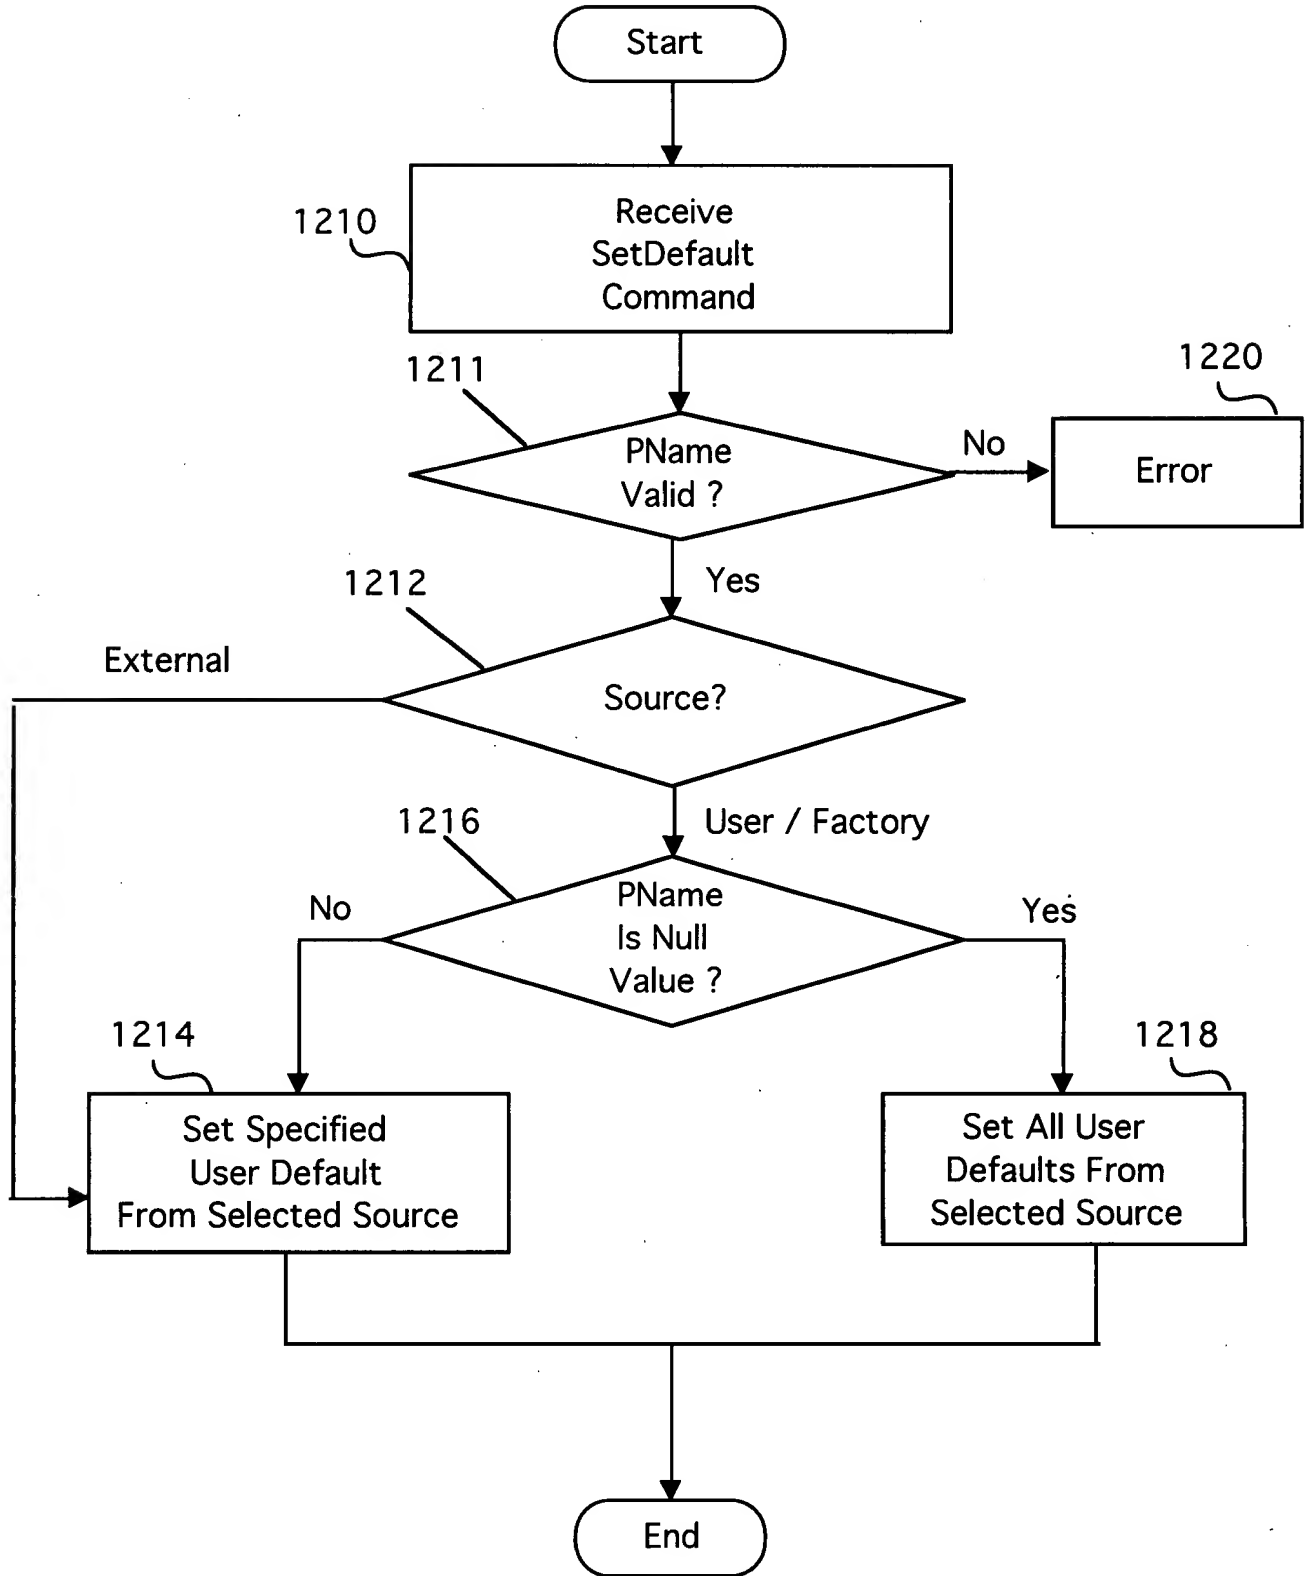 Start
1210
Receive
SetDefault
Command
1211
1220
PName
Valid ?
No
Error
1212
Yes
External
Source?
1216
User / Factory
No
PName
Is Null
Value ?
Yes
1214
1218
Set Specified
User Default
From Selected Source
Set All User
Defaults From
Selected Source
End